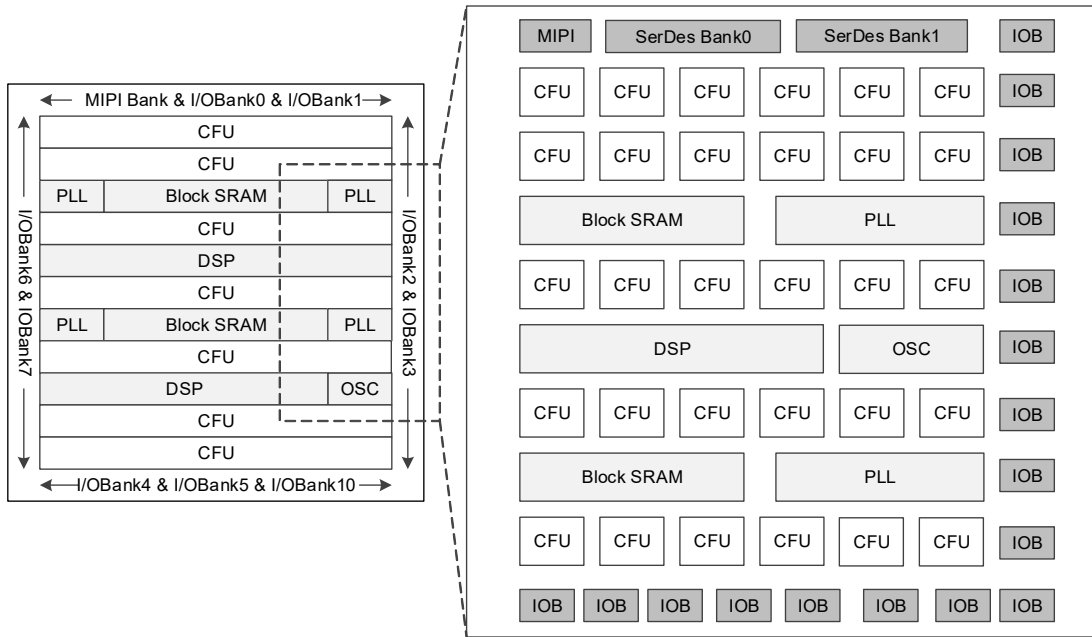 MIPI Bank & I/OBank0 & I/OBank1
I/OBank6 & IOBank7
I/OBank2 & IOBank3
CFU
CFU
PLL Block SRAM PLL
CFU
DSP
CFU
PLL Block SRAM PLL
CFU
DSP OSC
CFU
CFU
I/OBank4 & I/OBank5 & I/OBank10
MIPI SerDes Bank0 SerDes Bank1 IOB
CFU CFU CFU CFU CFU CFU IOB
CFU CFU CFU CFU CFU CFU IOB
Block SRAM PLL IOB
CFU CFU CFU CFU CFU CFU IOB
DSP OSC IOB
CFU CFU CFU CFU CFU CFU IOB
Block SRAM PLL IOB
CFU CFU CFU CFU CFU CFU IOB
IOB IOB IOB IOB IOB IOB IOB IOB